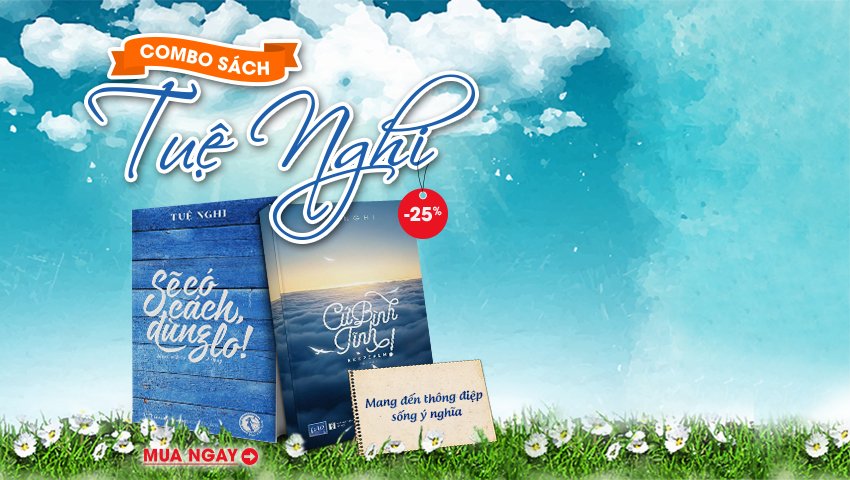 COMBO SÁCH
Tuệ Nghi
-25%
TUỆ NGHI
Sẽ có
cách,
đừng lo!
NGHI
Cứ Bình
Tĩnh!
Mang đến thông điệp
sống ý nghĩa
MUA NGAY